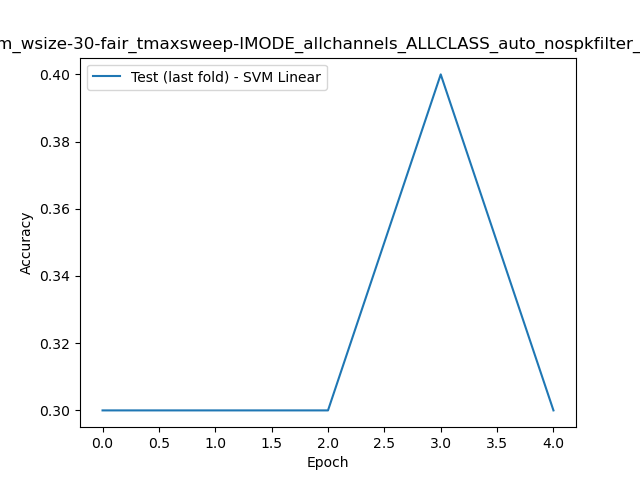 m_wsize-30-fair_tmaxsweep-IMODE_allchannels_ALLCLASS_auto_nospkfilter_
Test (last fold) - SVM Linear
0.40
0.38
0.36
0.34
0.32
0.30
Accuracy
0.0 0.5 1.0 1.5 2.0 2.5 3.0 3.5 4.0
Epoch